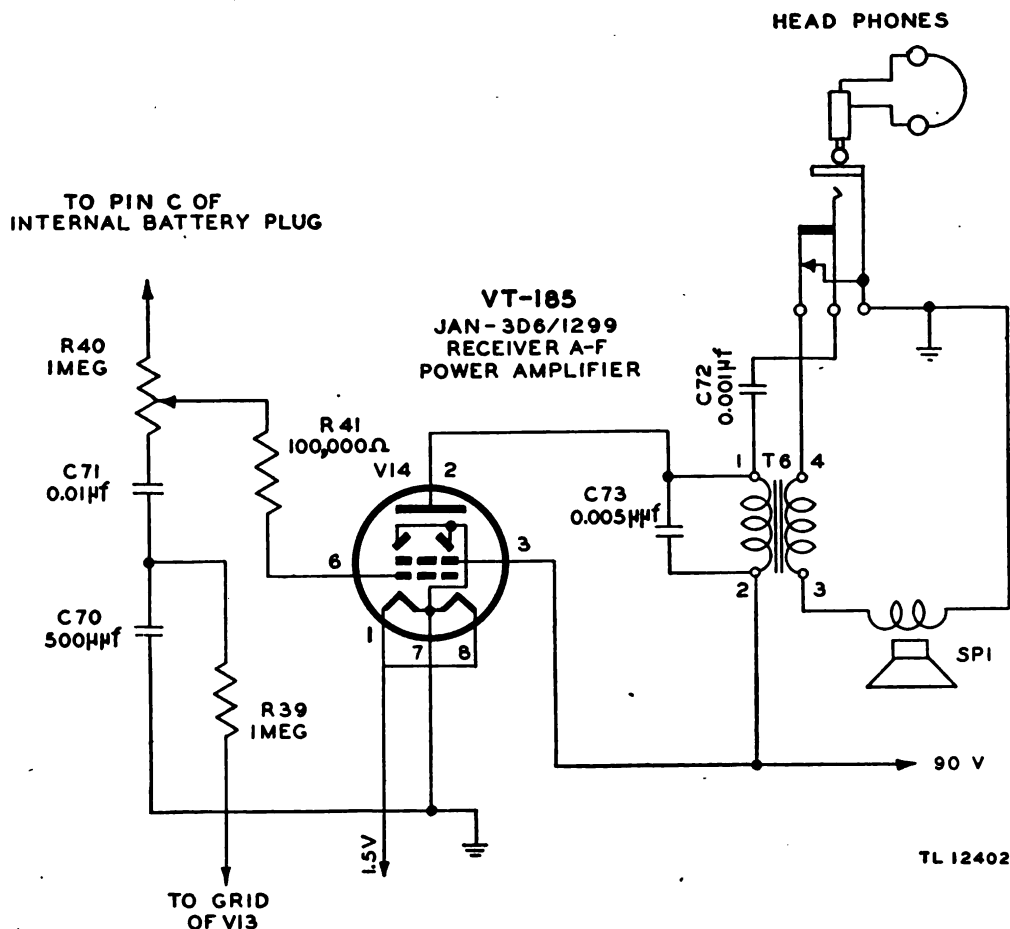 HEAD PHONES
TO PIN C OF
INTERNAL BATTERY PLUG
VT-185
JAN-3D6/1299
RECEIVER A-F
POWER AMPLIFIER
R40
1MEG
R41
100,000Ω
V14
2
C71
0.01μf
6
3
C72
0.001μf
1
T6
4
C73
0.005μμf
2
3
C70
500μμf
1
7
8
SP1
R39
1MEG
90 V
1.5V
TO GRID
OF V13
TL 12402